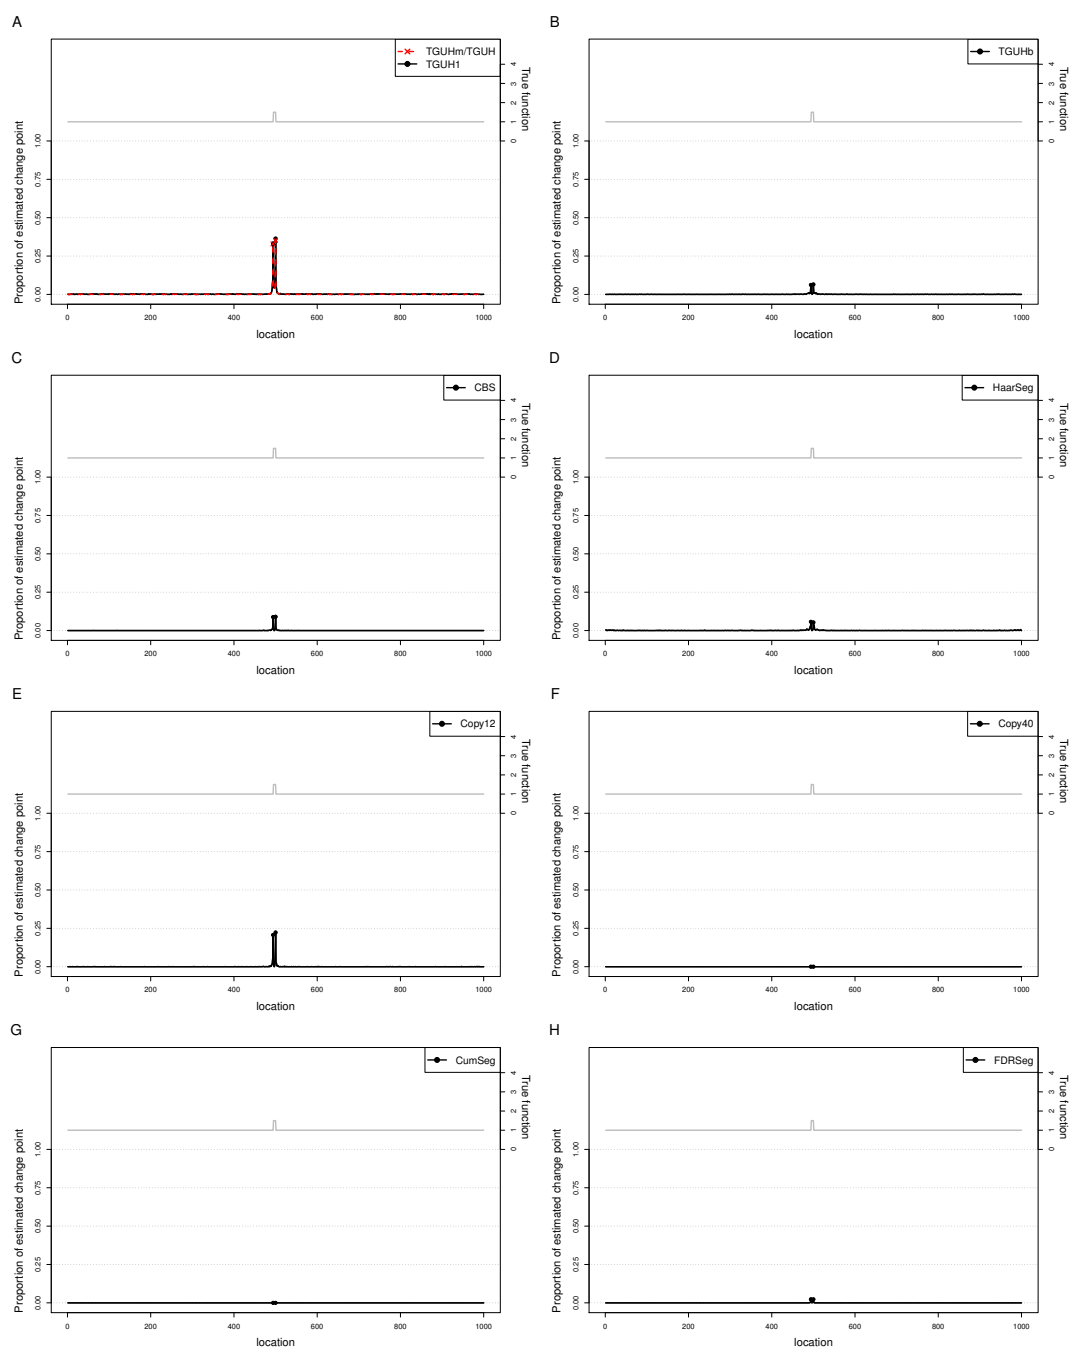 A
TGUHm/TGUH
TGUH1
Proportion of estimated change point
0.00 0.25 0.50 0.75 1.00
True function
0 1 2 3 4
0 200 400 600 800 1000
location
B
TGUHb
Proportion of estimated change point
0.00 0.25 0.50 0.75 1.00
True function
0 1 2 3 4
0 200 400 600 800 1000
location
C
CBS
Proportion of estimated change point
0.00 0.25 0.50 0.75 1.00
True function
0 1 2 3 4
0 200 400 600 800 1000
location
D
HaarSeg
Proportion of estimated change point
0.00 0.25 0.50 0.75 1.00
True function
0 1 2 3 4
0 200 400 600 800 1000
location
E
Copy12
Proportion of estimated change point
0.00 0.25 0.50 0.75 1.00
True function
0 1 2 3 4
0 200 400 600 800 1000
location
F
Copy40
Proportion of estimated change point
0.00 0.25 0.50 0.75 1.00
True function
0 1 2 3 4
0 200 400 600 800 1000
location
G
CumSeg
Proportion of estimated change point
0.00 0.25 0.50 0.75 1.00
True function
0 1 2 3 4
0 200 400 600 800 1000
location
H
FDRSeg
Proportion of estimated change point
0.00 0.25 0.50 0.75 1.00
True function
0 1 2 3 4
0 200 400 600 800 1000
location